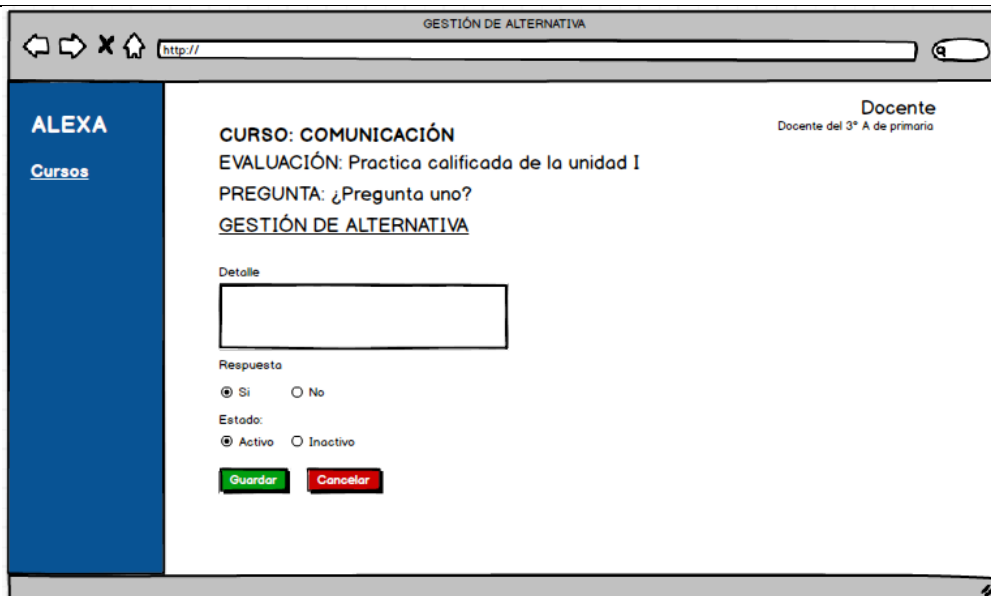 GESTIÓN DE ALTERNATIVA
http://
ALEXA
Cursos
Docente
Docente del 3° A de primaria
CURSO: COMUNICACIÓN
EVALUACIÓN: Practica calificada de la unidad I
PREGUNTA: ¿Pregunta uno?
GESTIÓN DE ALTERNATIVA
Detalle
Respuesta
Si No
Estado:
Activo Inactivo
Guardar Cancelar